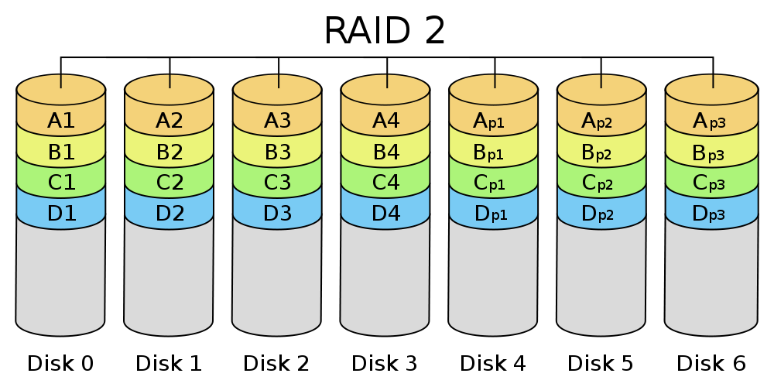 RAID 2
A1 A2 A3 A4 Ap1 Ap2 Ap3
B1 B2 B3 B4 Bp1 Bp2 Bp3
C1 C2 C3 C4 Cp1 Cp2 Cp3
D1 D2 D3 D4 Dp1 Dp2 Dp3
Disk 0 Disk 1 Disk 2 Disk 3 Disk 4 Disk 5 Disk 6